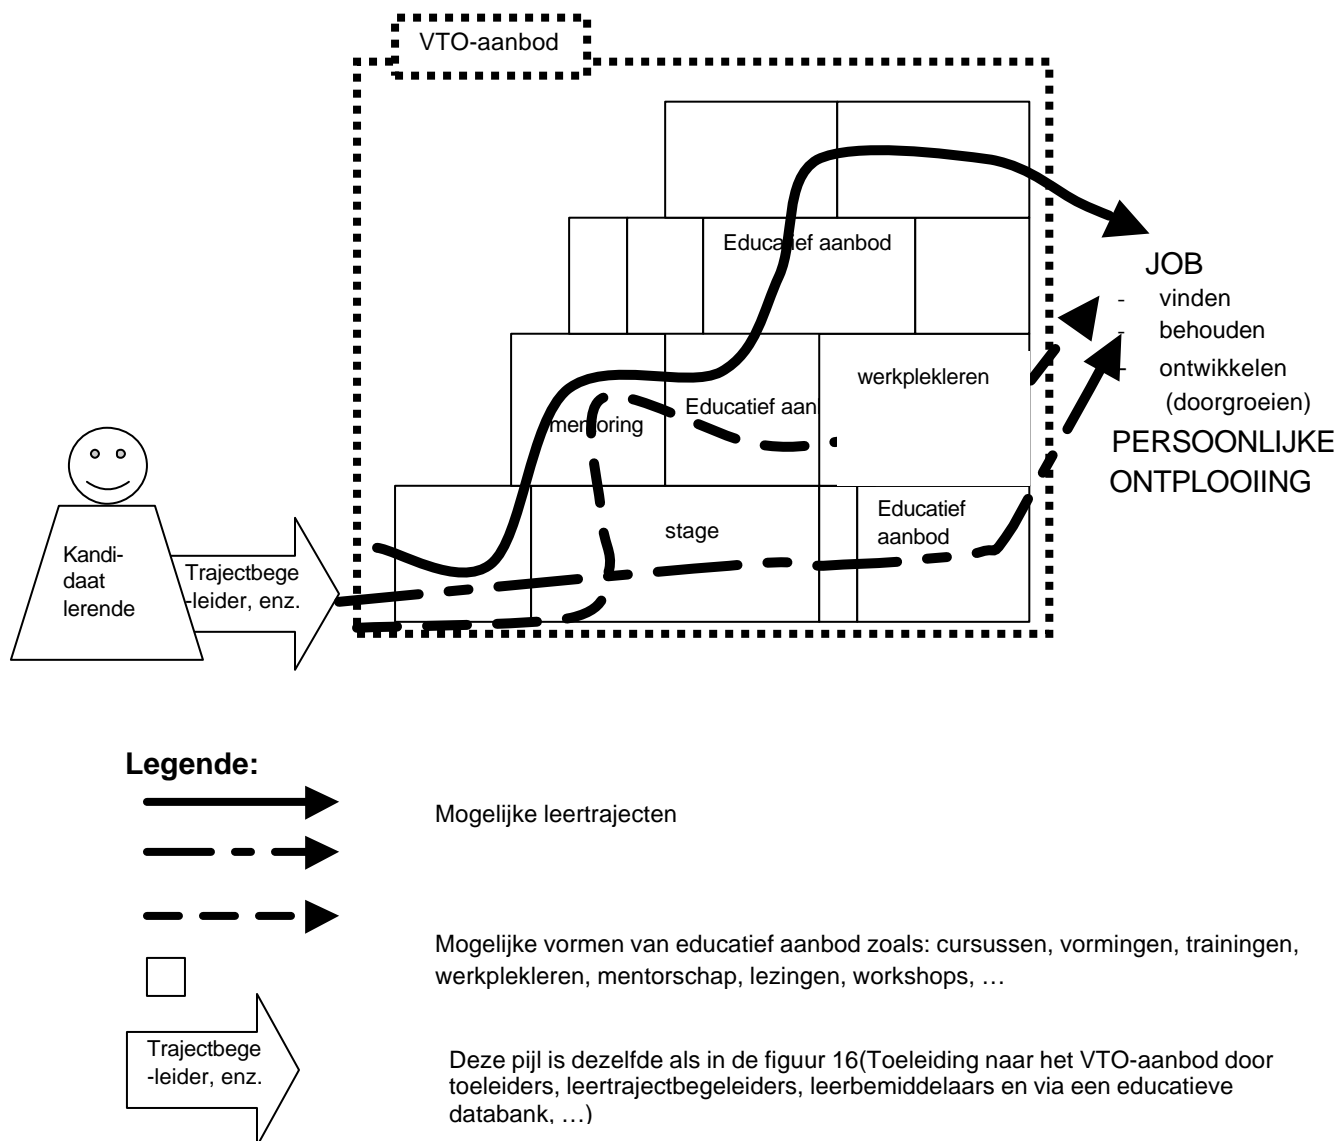 VTO-aanbod
Educatief aanbod
JOB
- vinden
- behouden
- ontwikkelen
(doorgroeien)
PERSOONLIJKE
ONTPLOOIING
werkplekleren
Educatief aan
mentoring
stage
Educatief
aanbod
Kandi-
daat
lerende
Trajectbege
-leider, enz.
Legende:
Mogelijke leertrajecten
Mogelijke vormen van educatief aanbod zoals: cursussen, vormingen, trainingen,
werkplekleren, mentorschap, lezingen, workshops, …
Trajectbege
-leider, enz.
Deze pijl is dezelfde als in de figuur 16(Toeleiding naar het VTO-aanbod door
toeleiders, leertrajectbegeleiders, leerbemiddelaars en via een educatieve
databank, …)